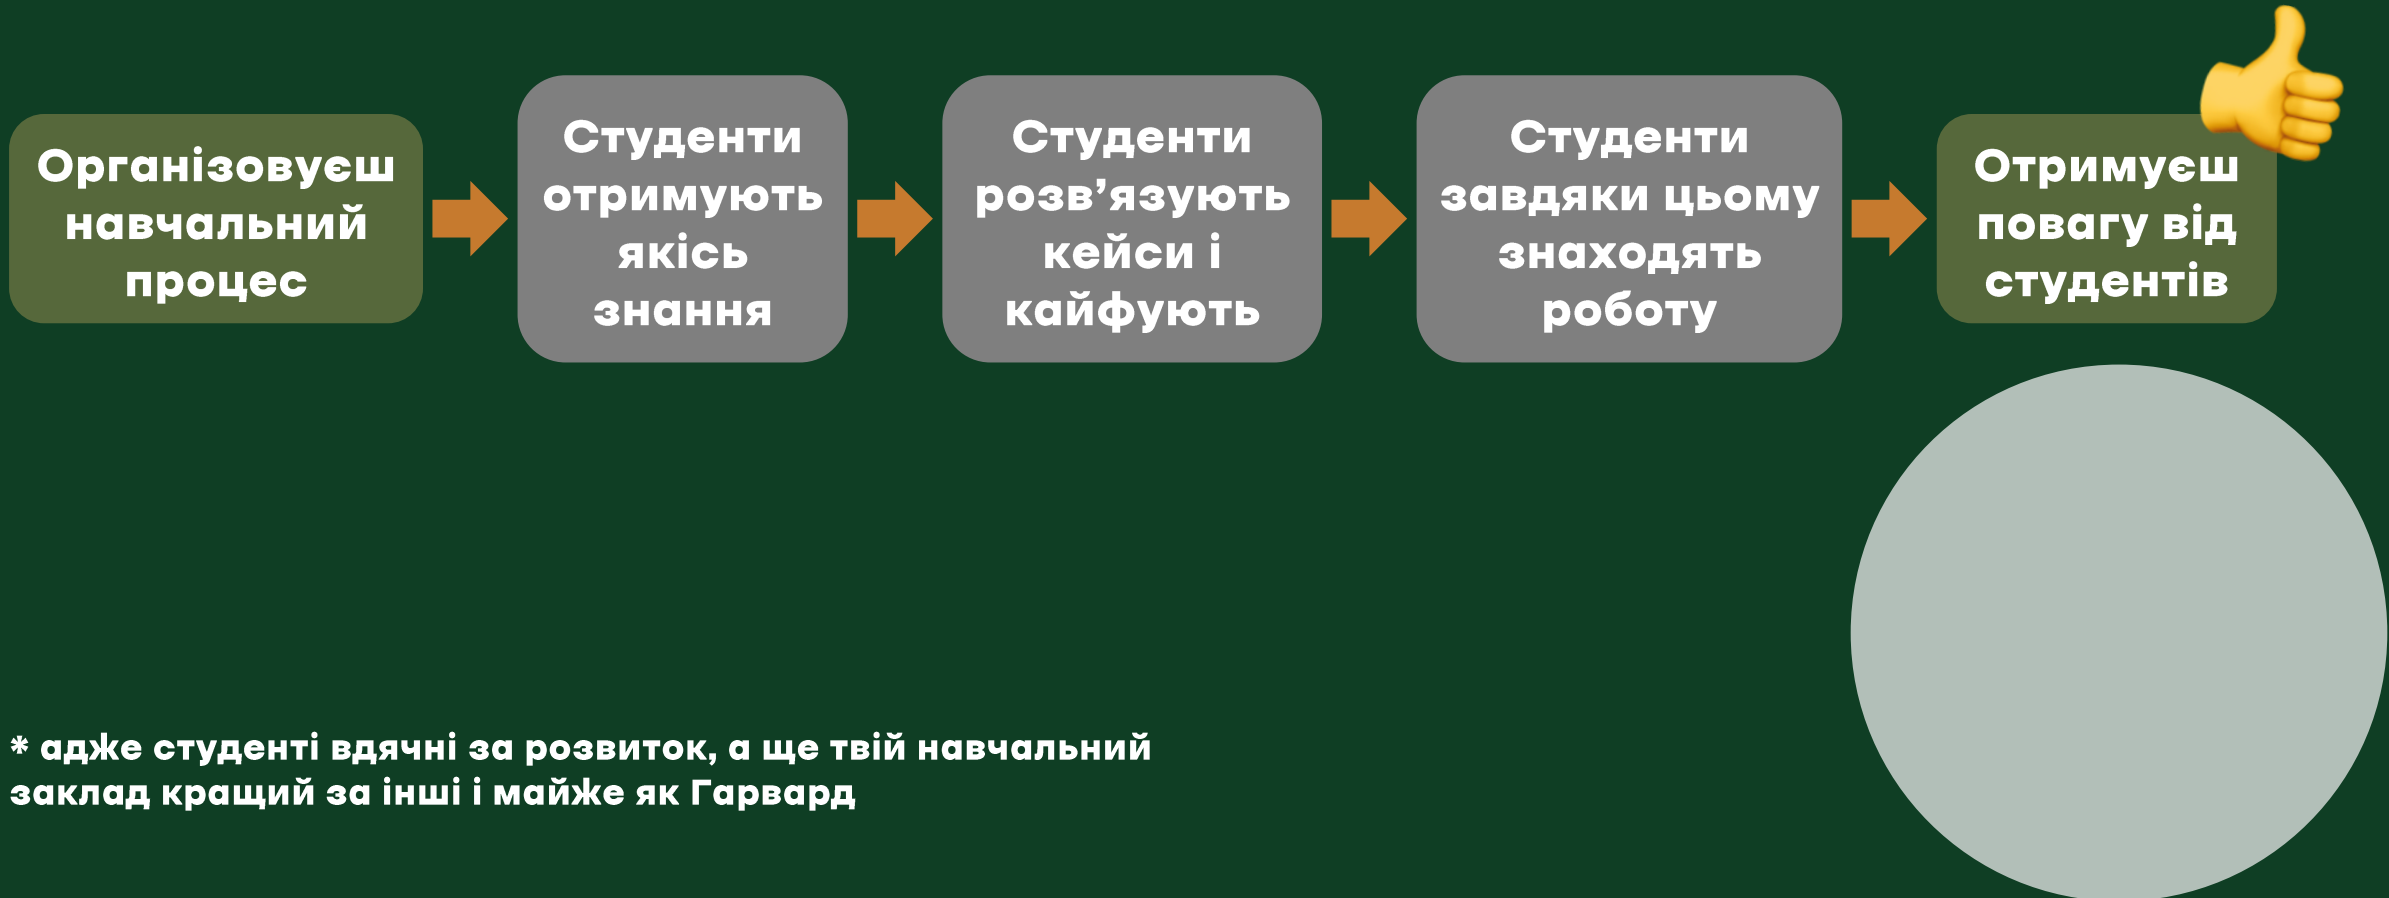 Організовуєш
навчальний
процес
Студенти
отримують
якісь
знання
Студенти
розв’язують
кейси і
кайфують
Студенти
завдяки цьому
знаходять
роботу
Отримуєш
повагу від
студентів
* адже студенті вдячні за розвиток, а ще твій навчальний
заклад кращий за інші і майже як Гарвард